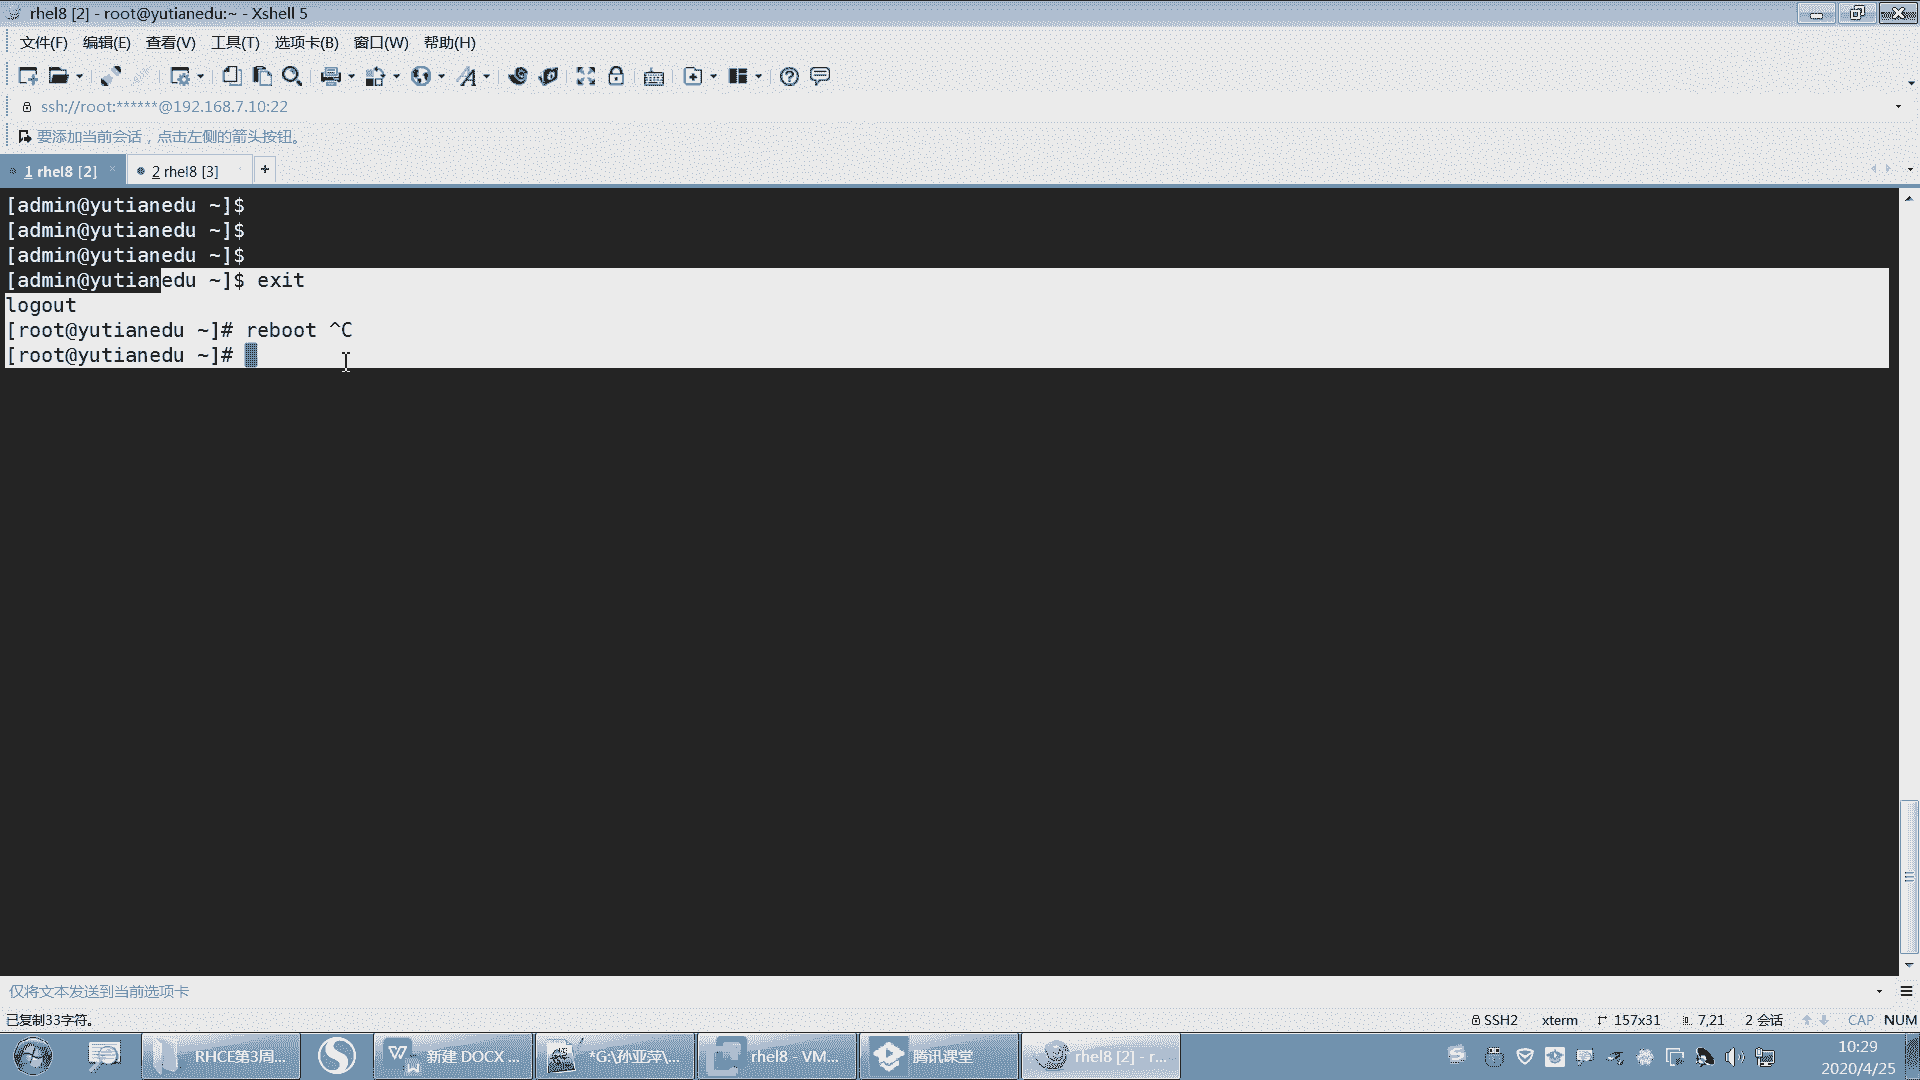 rhel8 [2] - root@yutianedu:~ - Xshell 5
文件(F) 编辑(E) 查看(V) 工具(T) 选项卡(B) 窗口(W) 帮助(H)
ssh://root:******@192.168.7.10:22
要添加当前会话，点击左侧的箭头按钮。
1 rhel8 [2] 2 rhel8 [3] +
[admin@yutianedu ~]$
[admin@yutianedu ~]$
[admin@yutianedu ~]$
[admin@yutianedu ~]$ exit
logout
[root@yutianedu ~]# reboot ^C
[root@yutianedu ~]#
仅将文本发送到当前选项卡
已复制33字符。 SSH2 xterm 157x31 7,21 2 会话 CAP NUM
RHCE第3周... 新建 DOCX ... *G:\孙亚萍\... rhel8 - VM... 腾讯课堂 rhel8 [2] - r... 10:29
2020/4/25